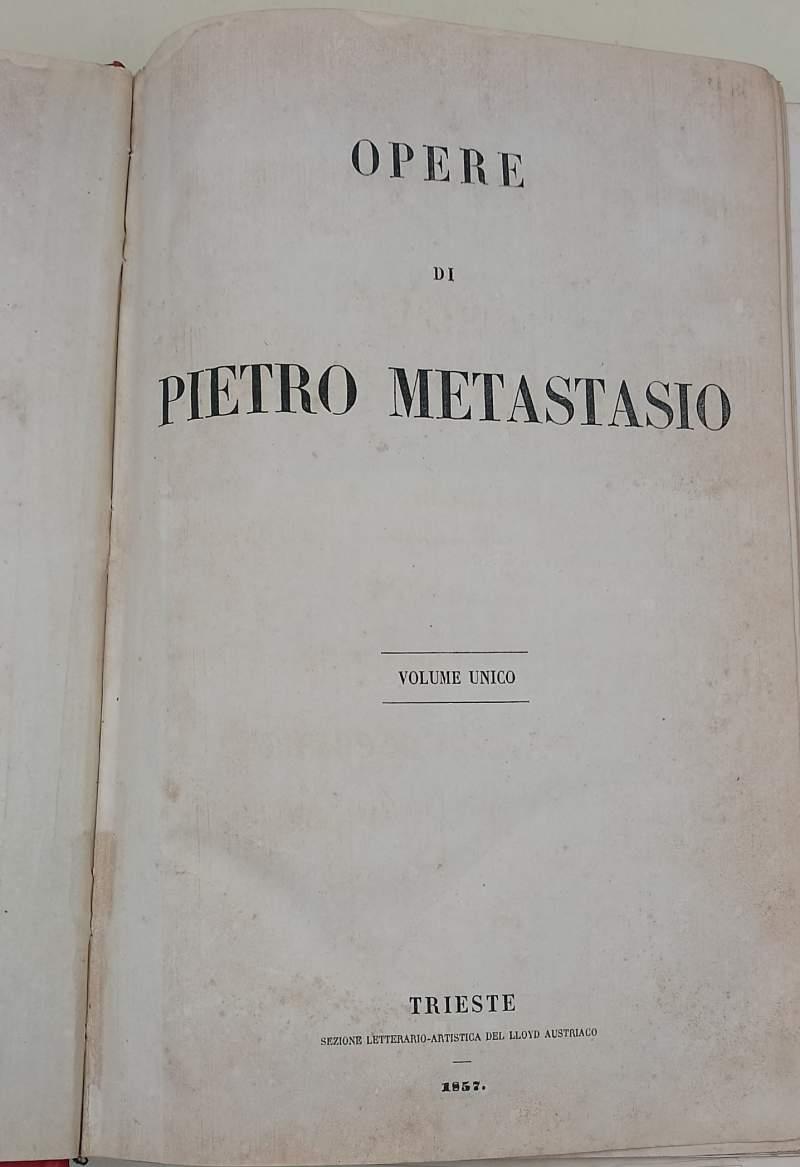 OPERE
DI
PIETRO METASTASIO
VOLUME UNICO
TRIESTE
SEZIONE LETTERARIO-ARTISTICA DEL LLOYD AUSTRIACO
1857.